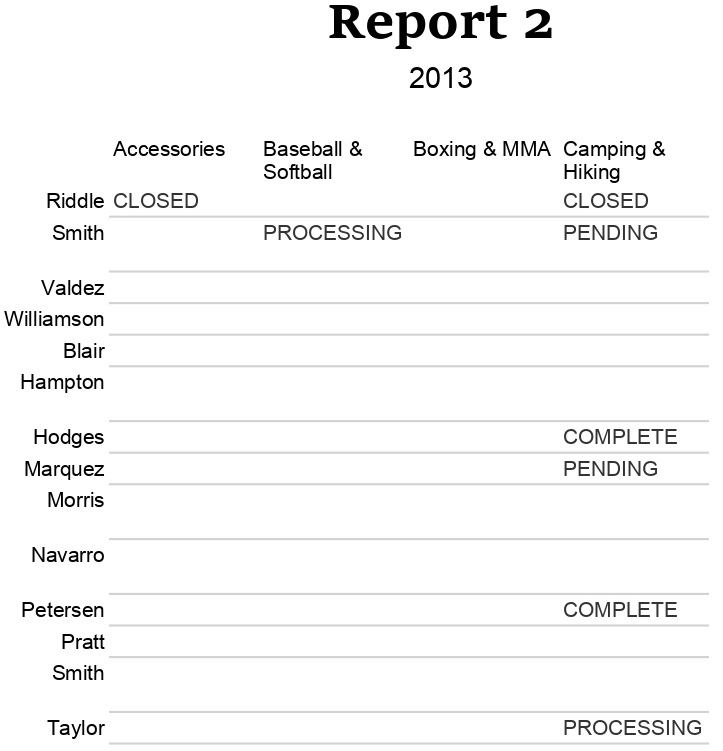 Report 2
2013
Accessories Baseball & Boxing & MMA Camping &
Softball Hiking
Riddle CLOSED CLOSED
Smith PROCESSING PENDING
Valdez
Williamson
Blair
Hampton
Hodges COMPLETE
Marquez PENDING
Morris
Navarro
Petersen COMPLETE
Pratt
Smith
Taylor PROCESSING